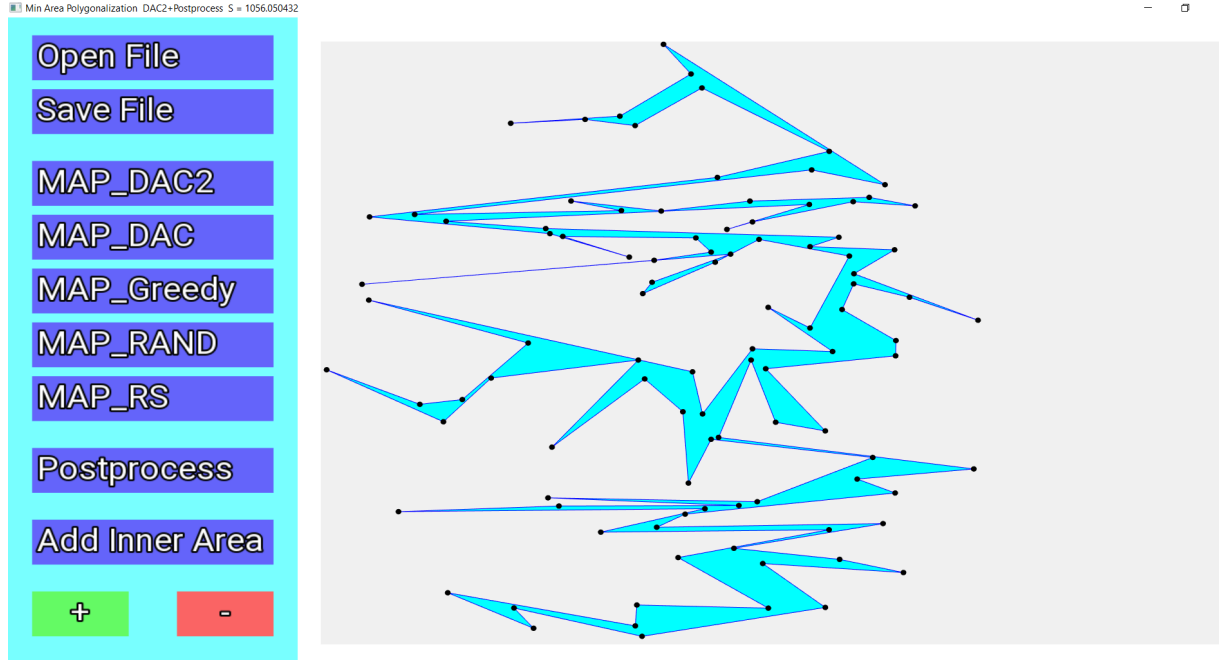 Min Area Polygonalization DAC2+Postprocess S = 1056.050432
Open File
Save File
MAP_DAC2
MAP_DAC
MAP_Greedy
MAP_RAND
MAP_RS
Postprocess
Add Inner Area
+ -